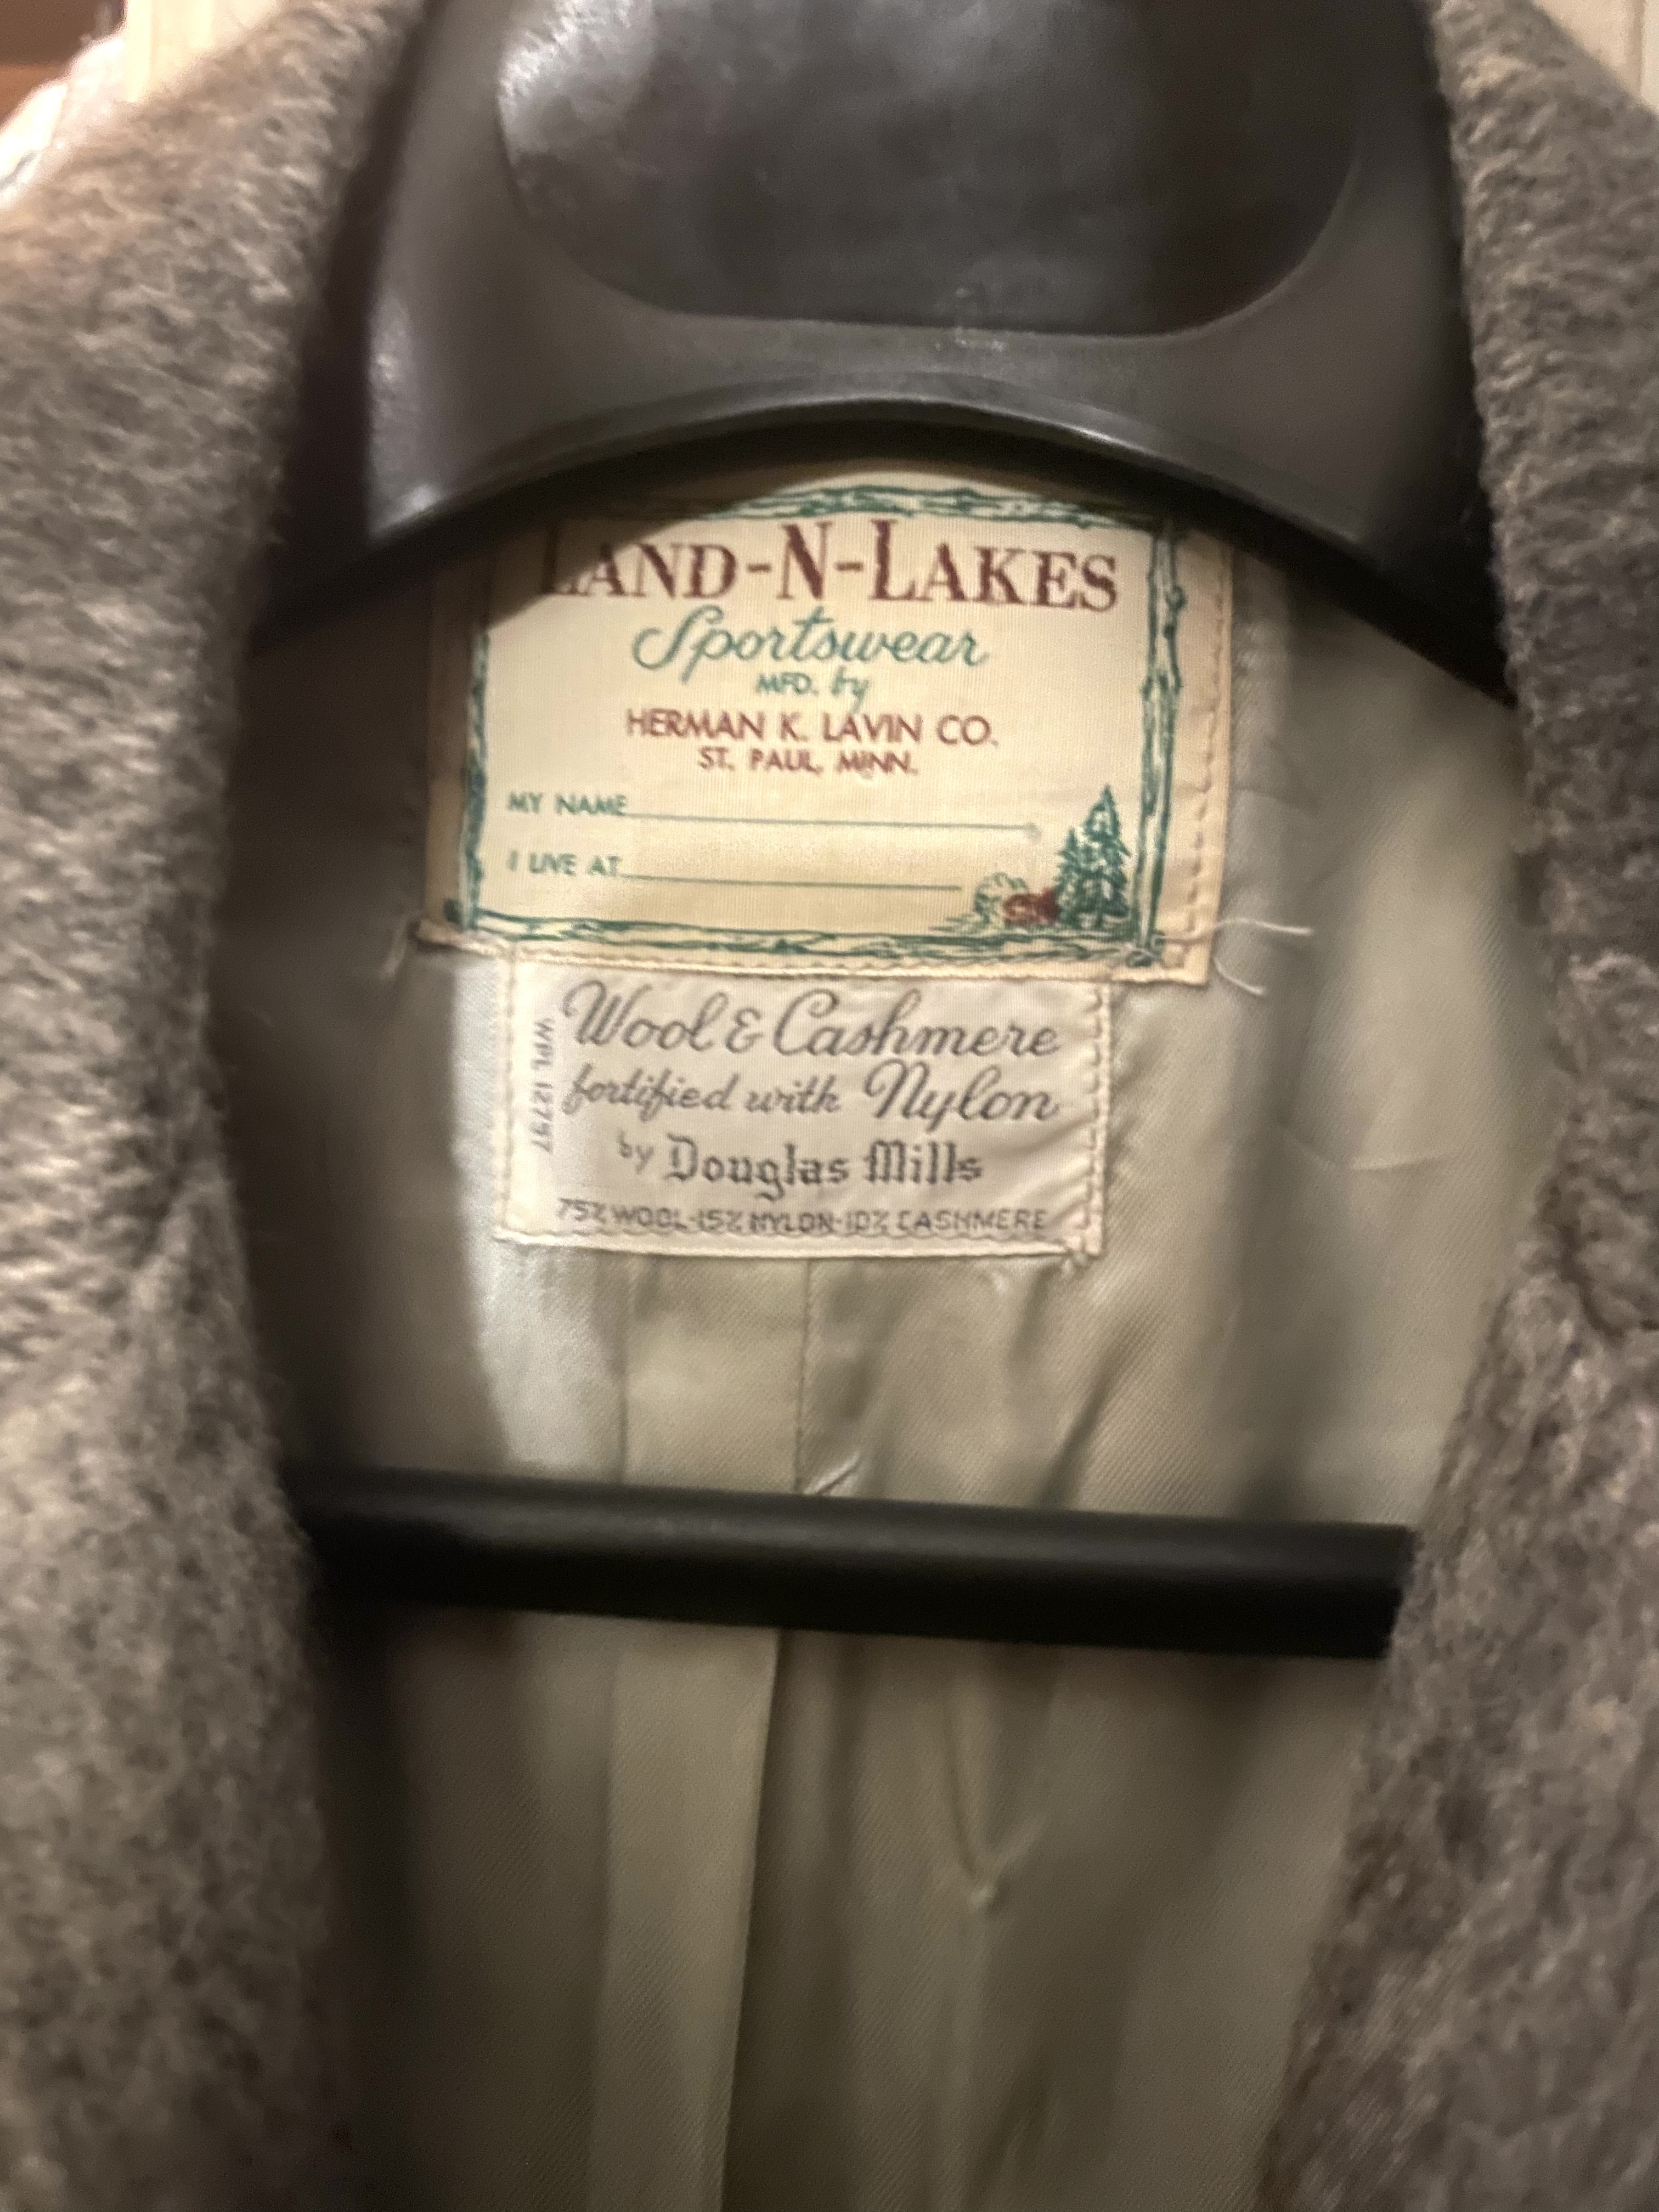 LAND-N-LAKES
Sportswear
MFD. by
HERMAN K. LAVIN CO.
ST. PAUL, MINN.
MY NAME
I LIVE AT
Wool & Cashmere
fortified with Nylon
by Douglas Mills
75% WOOL-15% NYLON-10% CASHMERE
WPL 12797